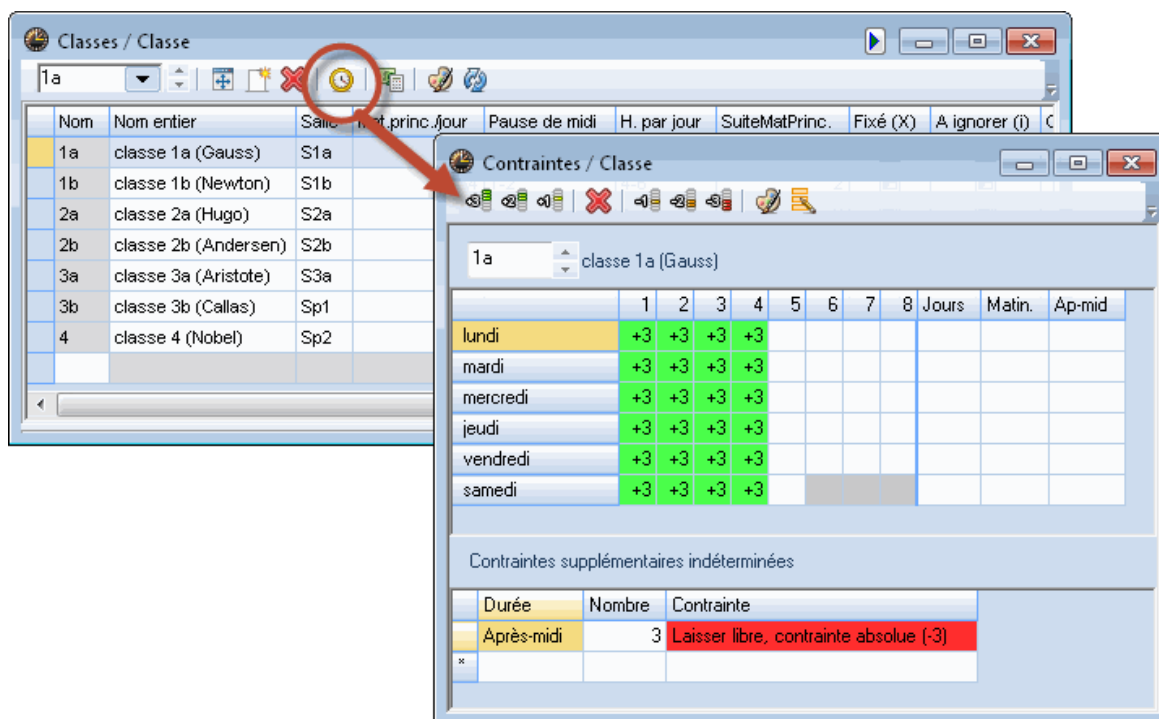 Classes / Classe
1a
Nom Nom entier Salle Mat.princ./jour Pause de midi H. par jour SuiteMatPrinc. Fixé (X) A ignorer (i)
1a classe 1a (Gauss) S1a
1b classe 1b (Newton) S1b
2a classe 2a (Hugo) S2a
2b classe 2b (Andersen) S2b
3a classe 3a (Aristote) S3a
3b classe 3b (Callas) Sp1
4 classe 4 (Nobel) Sp2
Contraintes / Classe
1a classe 1a (Gauss)
1 2 3 4 5 6 7 8 Jours Matin. Ap-mid
lundi +3 +3 +3 +3
mardi +3 +3 +3 +3
mercredi +3 +3 +3 +3
jeudi +3 +3 +3 +3
vendredi +3 +3 +3 +3
samedi +3 +3 +3 +3
Contraintes supplémentaires indéterminées
Durée Nombre Contrainte
Après-midi 3 Laisser libre, contrainte absolue (-3)
*